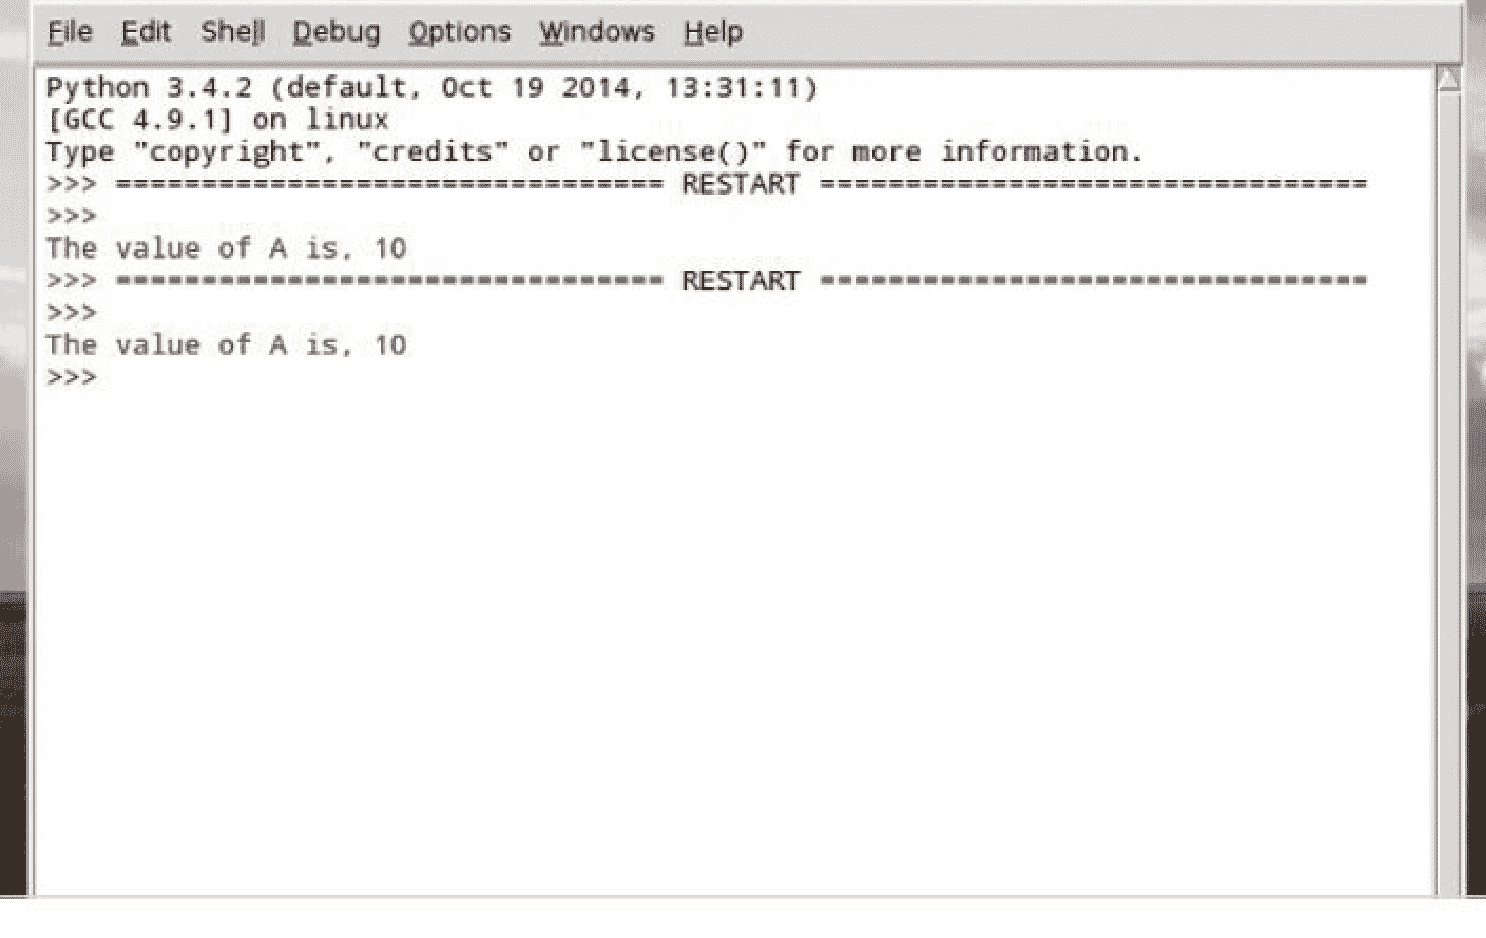 File Edit Shell Debug Options Windows Help
Python 3.4.2 (default, Oct 19 2014, 13:31:11)
[GCC 4.9.1] on linux
Type "copyright", "credits" or "license()" for more information.
>>> ================================ RESTART ================================
>>>
The value of A is, 10
>>> ================================ RESTART ================================
>>>
The value of A is, 10
>>>